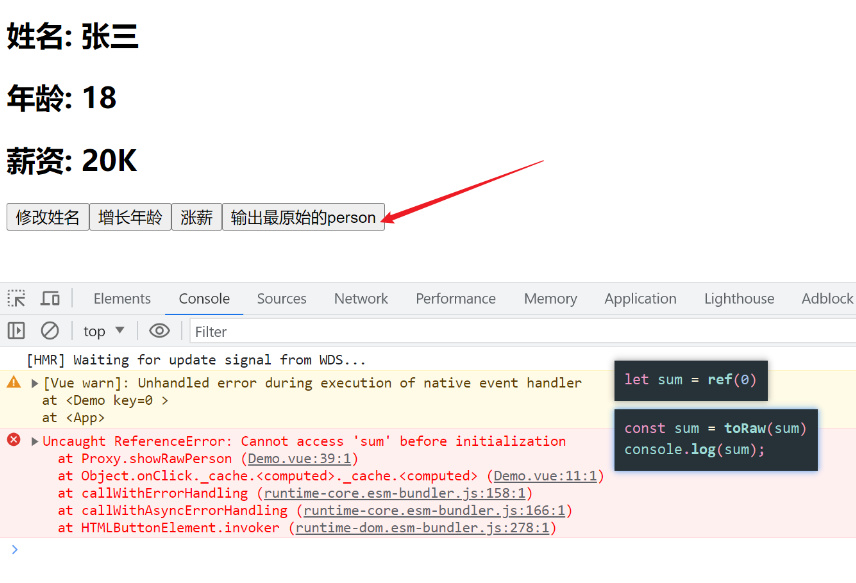 姓名: 张三
年龄: 18
薪资: 20K
修改姓名 增长年龄 涨薪 输出最原始的person
Elements Console Sources Network Performance Memory Application Lighthouse Adblock
top Filter
[HMR] Waiting for update signal from WDS...
[Vue warn]: Unhandled error during execution of native event handler
at <Demo key=0 >
at <App>
let sum = ref(0)
const sum = toRaw(sum)
console.log(sum);
Uncaught ReferenceError: Cannot access 'sum' before initialization
at Proxy.showRawPerson (Demo.vue:39:1)
at Object.onClick._cache.<computed>._cache.<computed> (Demo.vue:11:1)
at callWithErrorHandling (runtime-core.esm-bundler.js:158:1)
at callWithAsyncErrorHandling (runtime-core.esm-bundler.js:166:1)
at HTMLButtonElement.invoker (runtime-dom.esm-bundler.js:278:1)